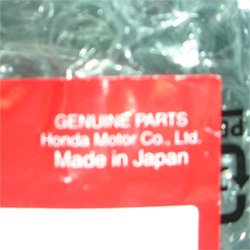 GENUINE PARTS
Honda Motor Co., Ltd.
Made in Japan